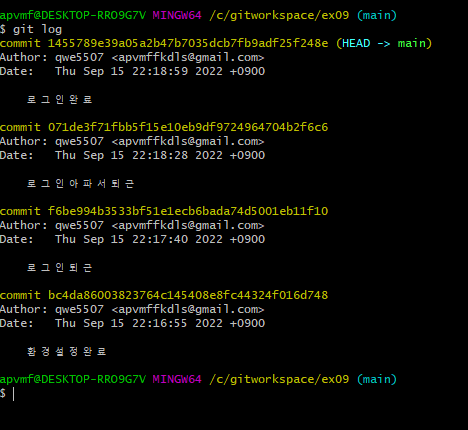 apvmf@DESKTOP-RRO9G7V MINGW64 /c/gitworkspace/ex09 (main)
$ git log
commit 1455789e39a05a2b47b7035dcb7fb9adf25f248e (HEAD -> main)
Author: qwe5507 <apvmffkdls@gmail.com>
Date:   Thu Sep 15 22:18:59 2022 +0900
로그인완료
commit 071de3f71fbb5f15e10eb9df9724964704b2f6c6
Author: qwe5507 <apvmffkdls@gmail.com>
Date:   Thu Sep 15 22:18:28 2022 +0900
로그인아파서퇴근
commit f6be994b3533bf51e1ecb6bada74d5001eb11f10
Author: qwe5507 <apvmffkdls@gmail.com>
Date:   Thu Sep 15 22:17:40 2022 +0900
로그인퇴근
commit bc4da86003823764c145408e8fc44324f016d748
Author: qwe5507 <apvmffkdls@gmail.com>
Date:   Thu Sep 15 22:16:55 2022 +0900
환경설정완료
apvmf@DESKTOP-RRO9G7V MINGW64 /c/gitworkspace/ex09 (main)
$